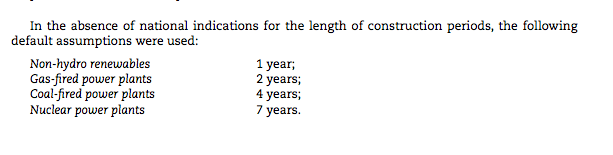 In the absence of national indications for the length of construction periods, the following
default assumptions were used:
Non-hydro renewables 1 year;
Gas-fired power plants 2 years;
Coal-fired power plants 4 years;
Nuclear power plants 7 years.